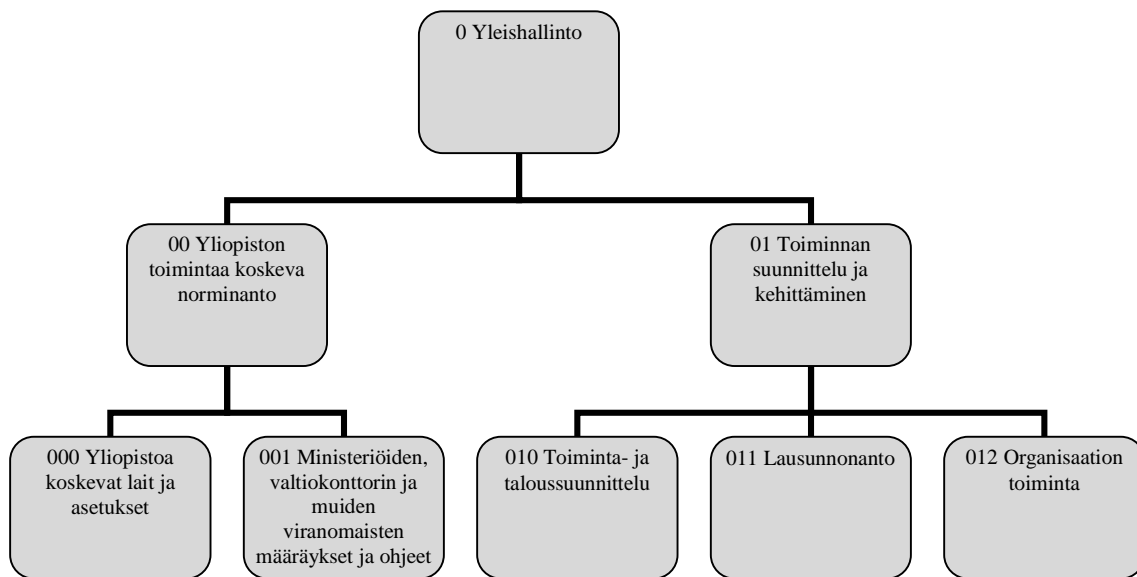 0 Yleishallinto
00 Yliopiston
toimintaa koskeva
norminanto
01 Toiminnan
suunnittelu ja
kehittäminen
000 Yliopistoa
koskevat lait ja
asetukset
001 Ministeriöiden,
valtiokonttorin ja
muiden
viranomaisten
määräykset ja ohjeet
010 Toiminta- ja
taloussuunnittelu
011 Lausunnonanto
012 Organisaation
toiminta